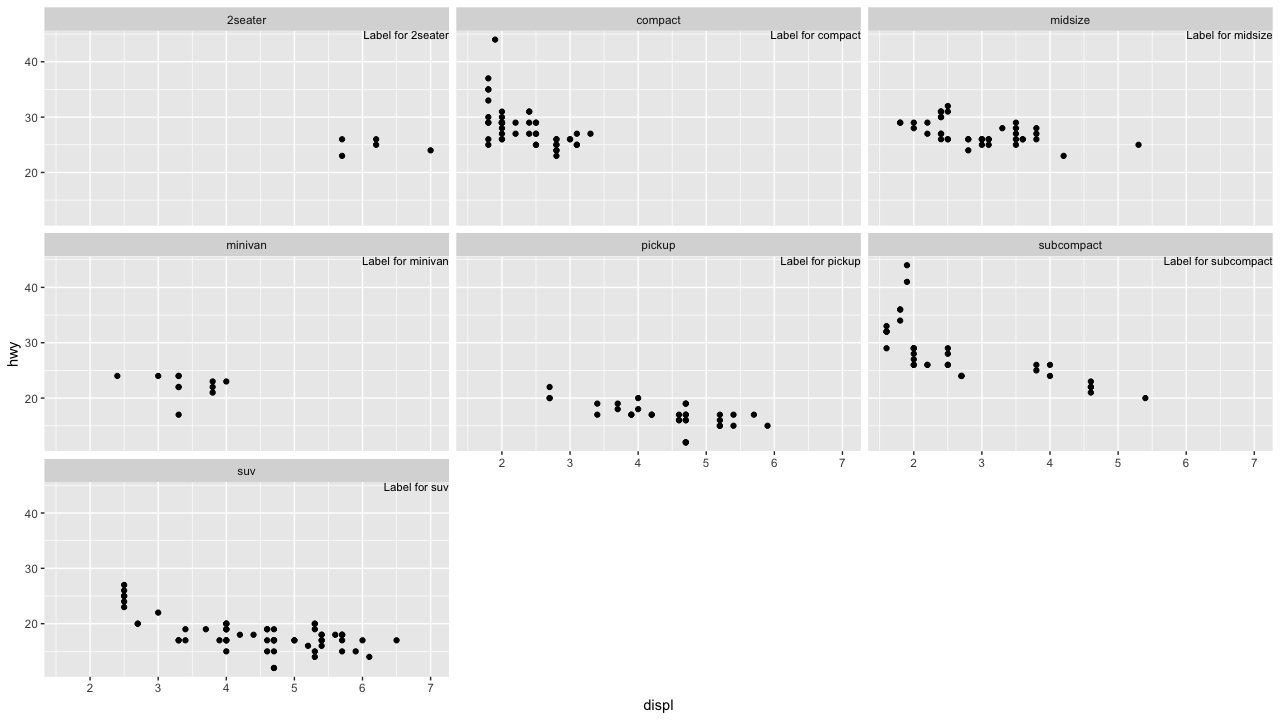 2seater compact midsize
Label for 2seater Label for compact Label for midsize
40
30
20
minivan pickup subcompact
Label for minivan Label for pickup Label for subcompact
40
30
20
2 3 4 5 6 7 2 3 4 5 6 7
suv
Label for suv
40
30
20
2 3 4 5 6 7
hwy
displ